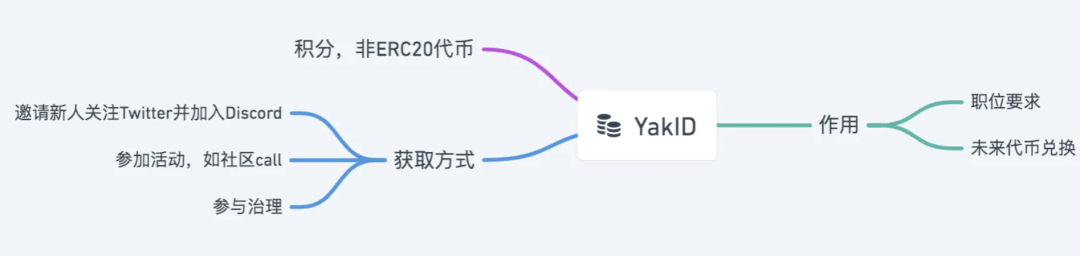 积分，非ERC20代币
邀请新人关注Twitter并加入Discord
参加活动，如社区call
参与治理
获取方式
YakID
作用
职位要求
未来代币兑换